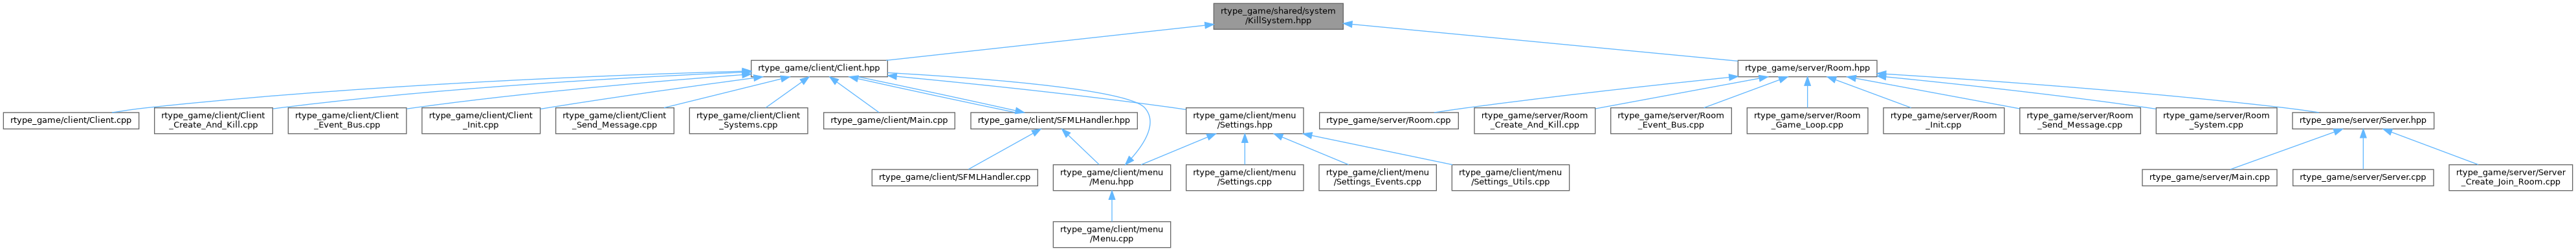 rtype_game/shared/system
/KillSystem.hpp
rtype_game/client/Client.hpp
rtype_game/server/Room.hpp
rtype_game/client/Client.cpp
rtype_game/client/Client
_Create_And_Kill.cpp
rtype_game/client/Client
_Event_Bus.cpp
rtype_game/client/Client
_Init.cpp
rtype_game/client/Client
_Send_Message.cpp
rtype_game/client/Client
_Systems.cpp
rtype_game/client/Main.cpp
rtype_game/client/SFMLHandler.hpp
rtype_game/client/menu
/Settings.hpp
rtype_game/server/Room.cpp
rtype_game/server/Room
_Create_And_Kill.cpp
rtype_game/server/Room
_Event_Bus.cpp
rtype_game/server/Room
_Game_Loop.cpp
rtype_game/server/Room
_Init.cpp
rtype_game/server/Room
_Send_Message.cpp
rtype_game/server/Room
_System.cpp
rtype_game/server/Server.hpp
rtype_game/client/SFMLHandler.cpp
rtype_game/client/menu
/Menu.hpp
rtype_game/client/menu
/Settings.cpp
rtype_game/client/menu
/Settings_Events.cpp
rtype_game/client/menu
/Settings_Utils.cpp
rtype_game/server/Main.cpp
rtype_game/server/Server.cpp
rtype_game/server/Server
_Create_Join_Room.cpp
rtype_game/client/menu
/Menu.cpp